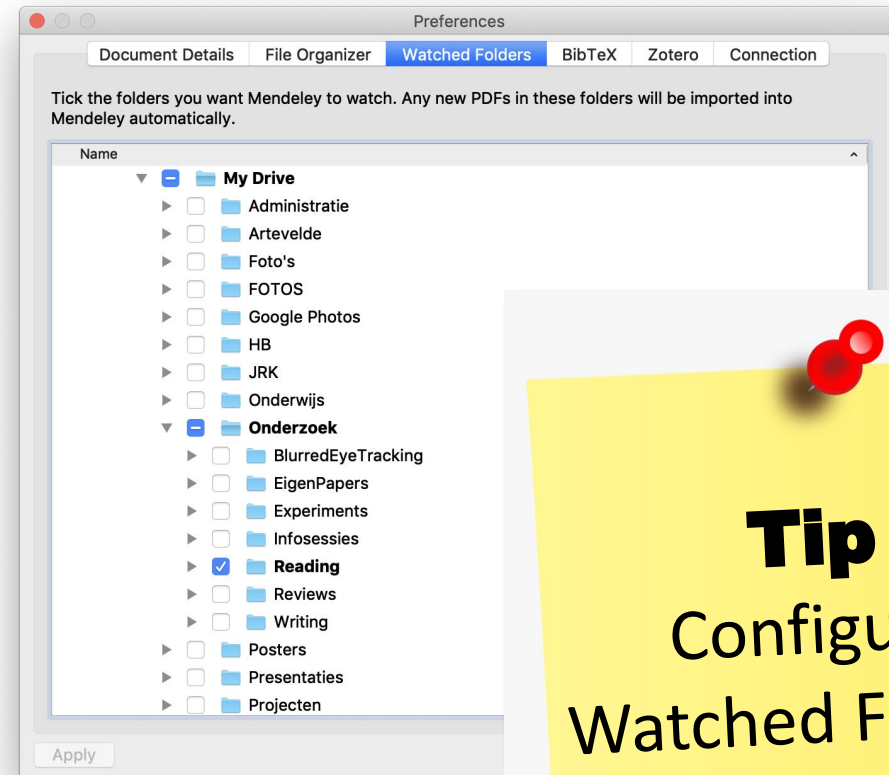 Preferences
Document Details File Organizer Watched Folders BibTeX Zotero Connection
Tick the folders you want Mendeley to watch. Any new PDFs in these folders will be imported into
Mendeley automatically.
Name
My Drive
Administratie
Artevelde
Foto's
FOTOS
Google Photos
HB
JRK
Onderwijs
Onderzoek
BlurredEyeTracking
EigenPapers
Experiments
Infosessies
Reading
Reviews
Writing
Posters
Presentaties
Projecten
Apply
Tip
Configu
Watched F